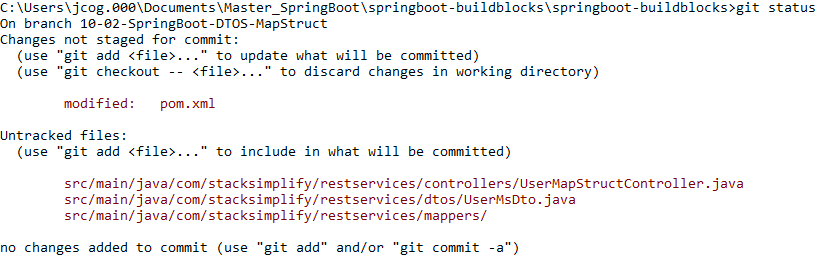 C:\Users\jcog.000\Documents\Master_SpringBoot\springboot-buildblocks\springboot-buildblocks>git status
On branch 10-02-SpringBoot-DTOS-MapStruct
Changes not staged for commit:
  (use "git add <file>..." to update what will be committed)
  (use "git checkout -- <file>..." to discard changes in working directory)
        modified:   pom.xml
Untracked files:
  (use "git add <file>..." to include in what will be committed)
        src/main/java/com/stacksimplify/restservices/controllers/UserMapStructController.java
        src/main/java/com/stacksimplify/restservices/dtos/UserMsDto.java
        src/main/java/com/stacksimplify/restservices/mappers/
no changes added to commit (use "git add" and/or "git commit -a")